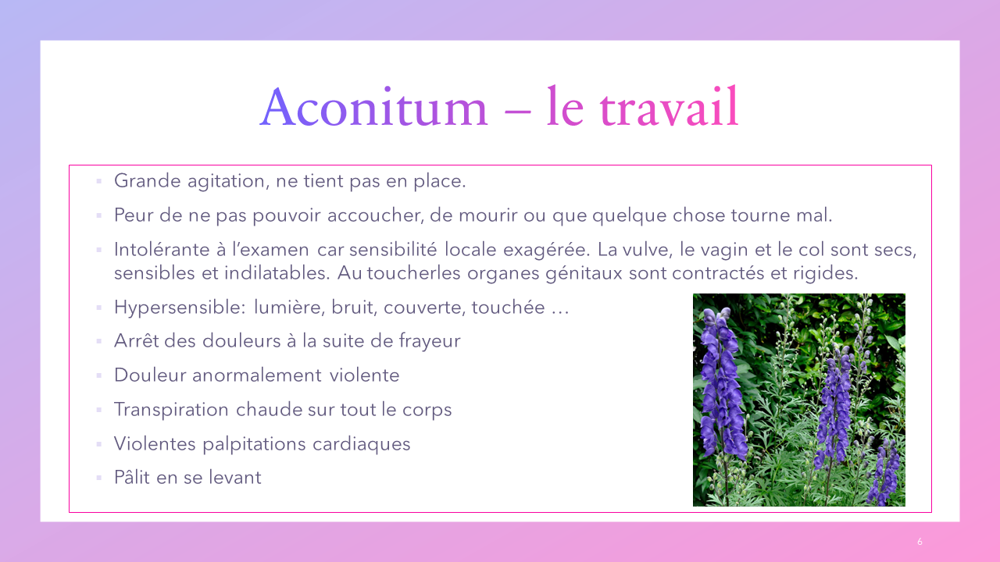 Aconitum – le travail
Grande agitation, ne tient pas en place.
Peur de ne pas pouvoir accoucher, de mourir ou que quelque chose tourne mal.
Intolérante à l’examen car sensibilité locale exagérée. La vulve, le vagin et le col sont secs,
sensibles et indilatables. Au toucherles organes génitaux sont contractés et rigides.
Hypersensible: lumière, bruit, couverte, touchée …
Arrêt des douleurs à la suite de frayeur
Douleur anormalement violente
Transpiration chaude sur tout le corps
Violentes palpitations cardiaques
Pâlit en se levant
6